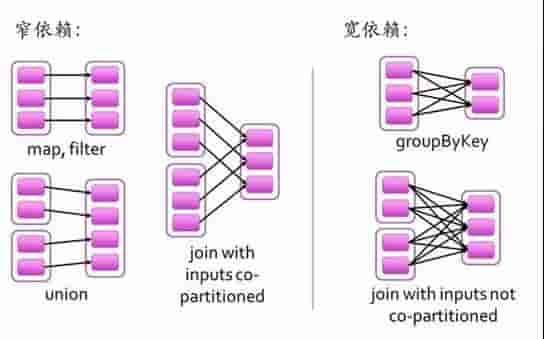 窄依赖:
宽依赖:
map, filter
groupByKey
union
join with
inputs co-
partitioned
join with inputs not
co-partitioned